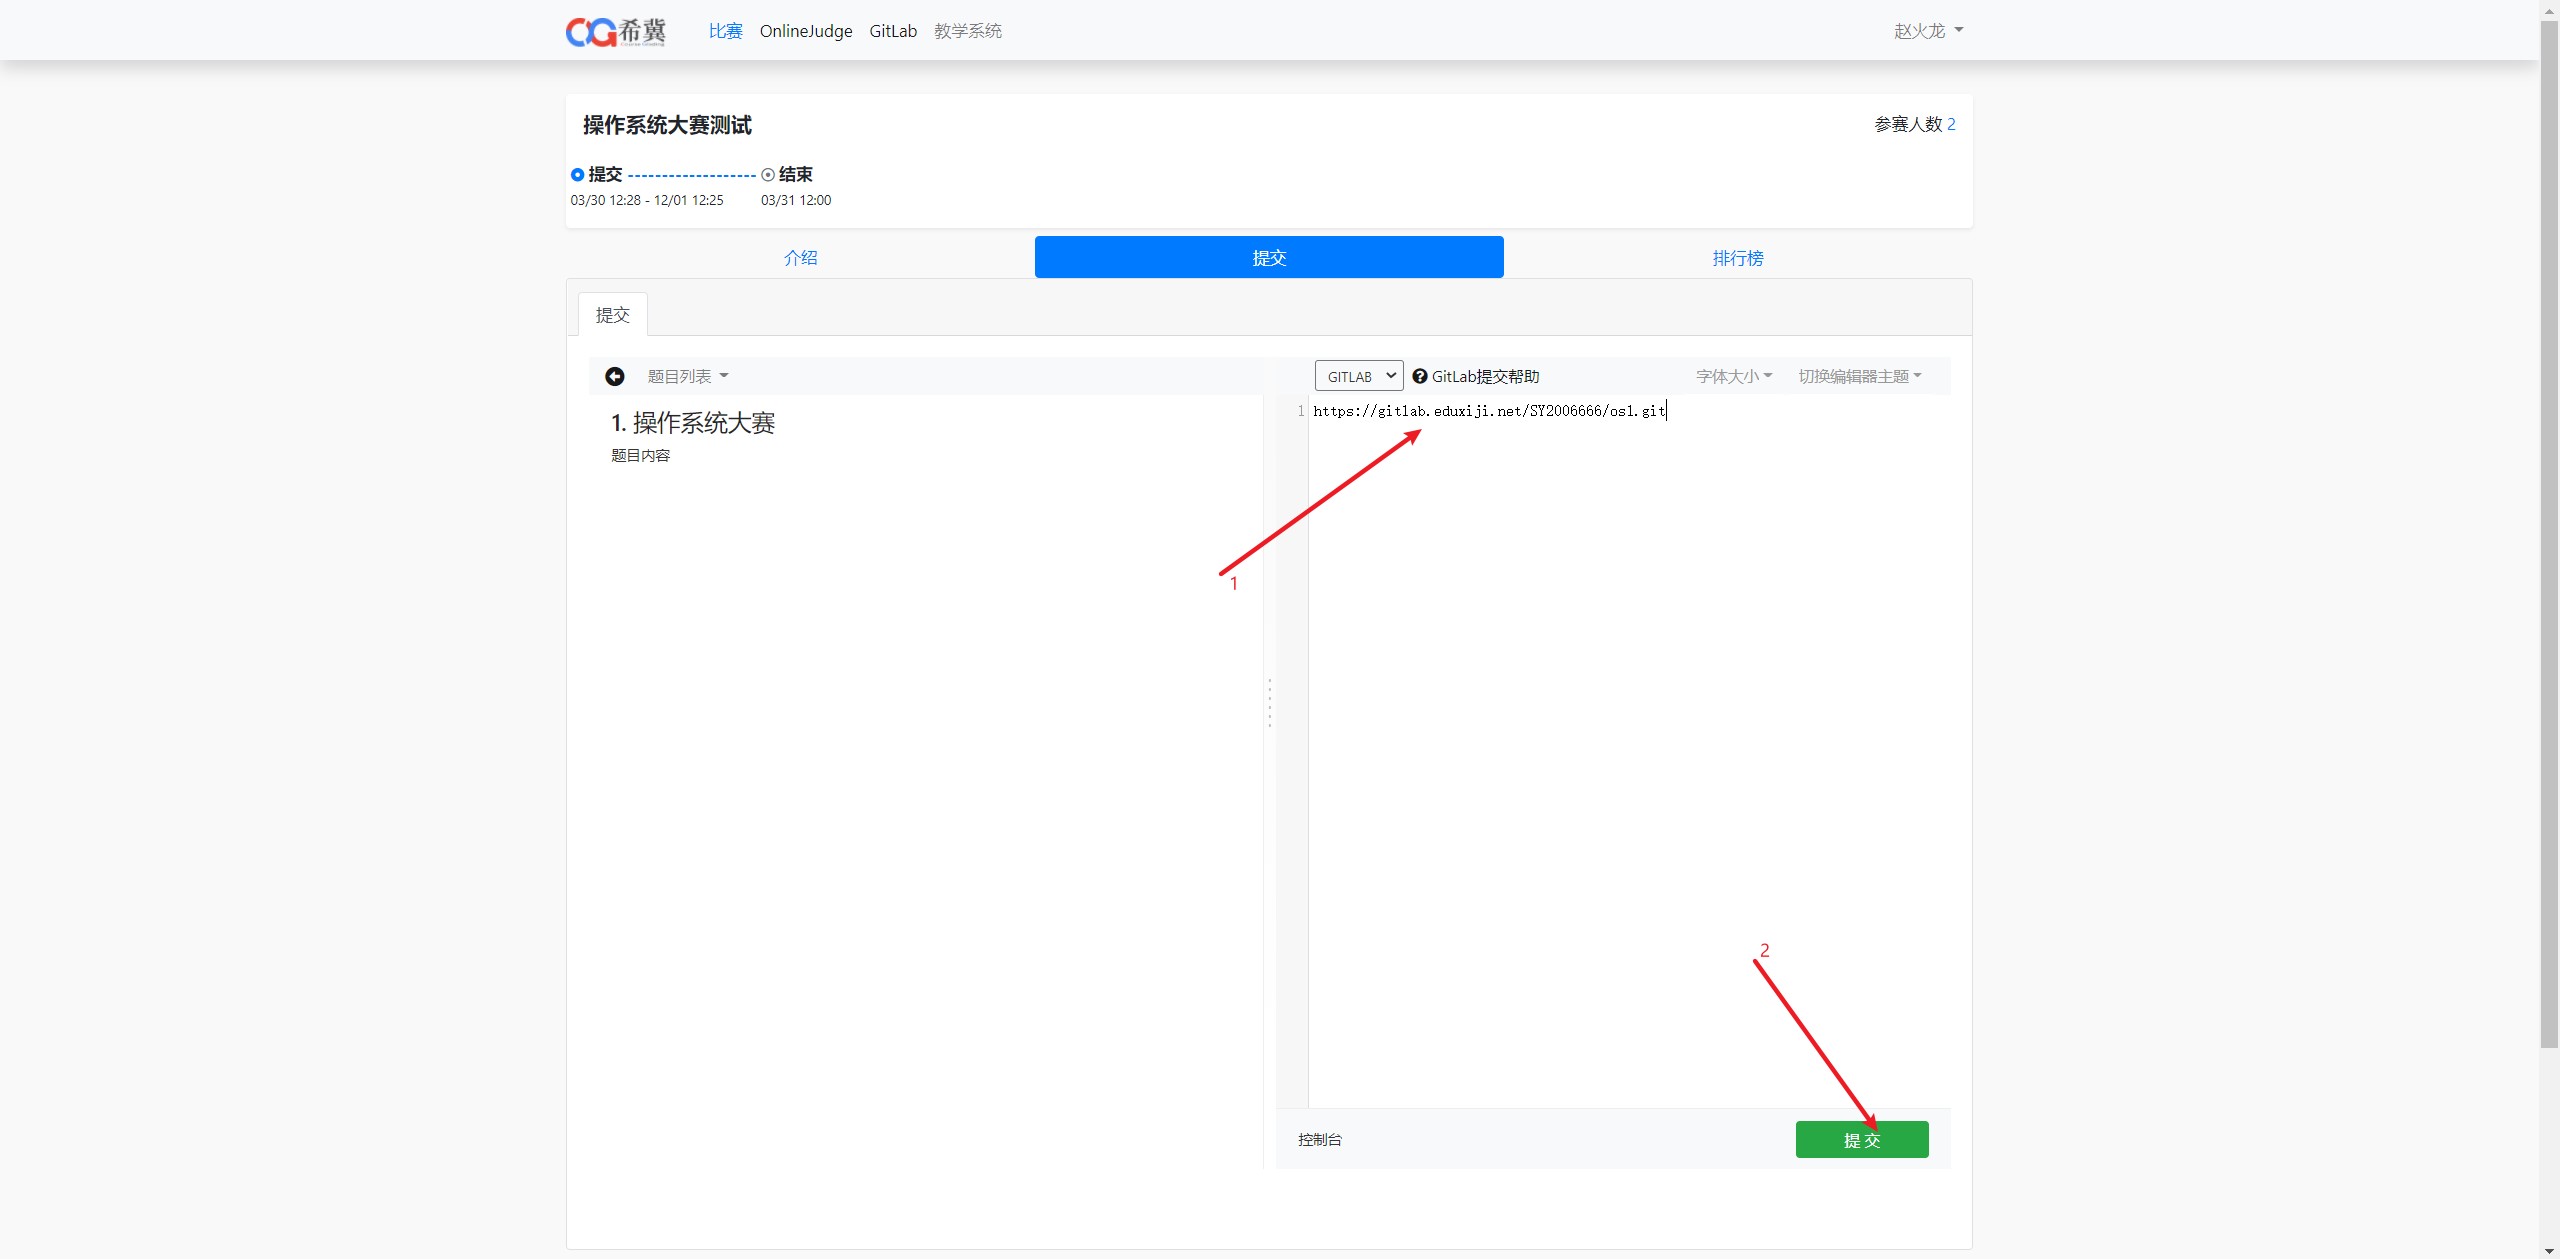 希冀 比赛 OnlineJudge GitLab 教学系统 赵火龙
操作系统大赛测试 参赛人数 2
提交 结束
03/30 12:28 - 12/01 12:25 03/31 12:00
介绍 提交 排行榜
提交
题目列表 GITLAB GitLab提交帮助 字体大小 切换编辑器主题
1. 操作系统大赛
题目内容
1 https://gitlab.eduxiji.net/SY2006666/os1.git
1
2
控制台 提 交